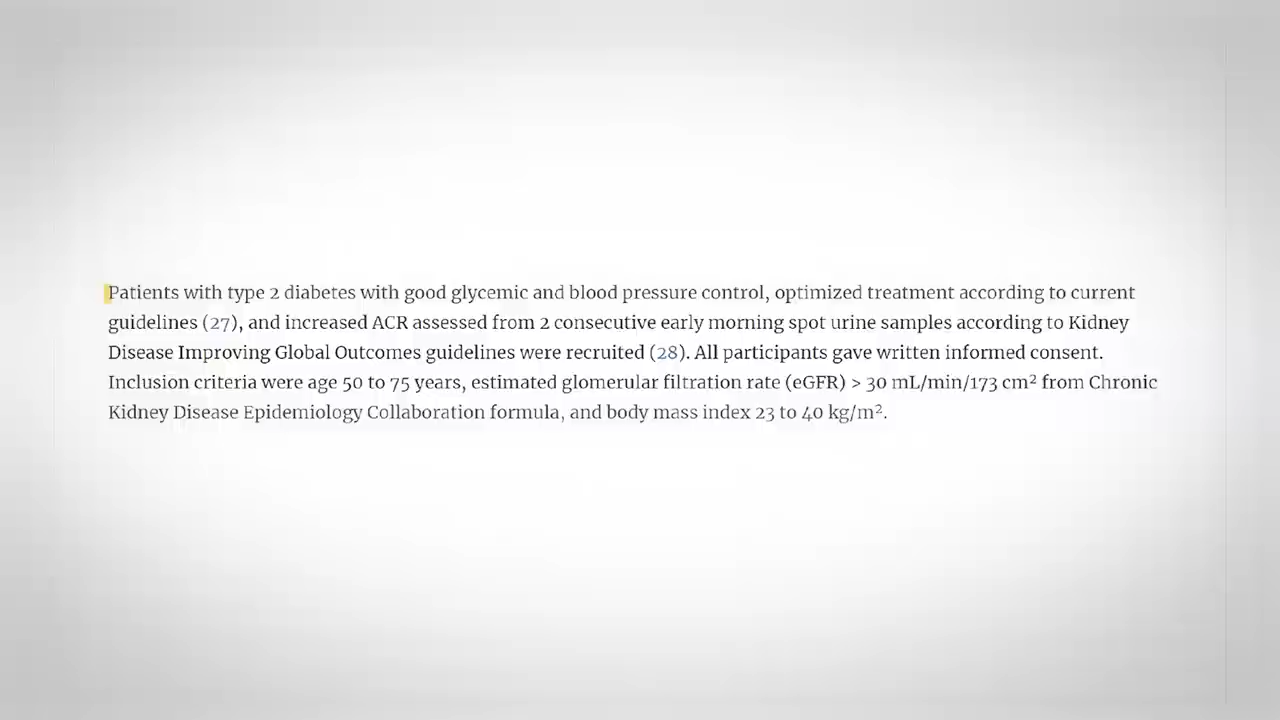 Patients with type 2 diabetes with good glycemic and blood pressure control, optimized treatment according to current
guidelines (27), and increased ACR assessed from 2 consecutive early morning spot urine samples according to Kidney
Disease Improving Global Outcomes guidelines were recruited (28). All participants gave written informed consent.
Inclusion criteria were age 50 to 75 years, estimated glomerular filtration rate (eGFR) > 30 mL/min/173 cm² from Chronic
Kidney Disease Epidemiology Collaboration formula, and body mass index 23 to 40 kg/m².